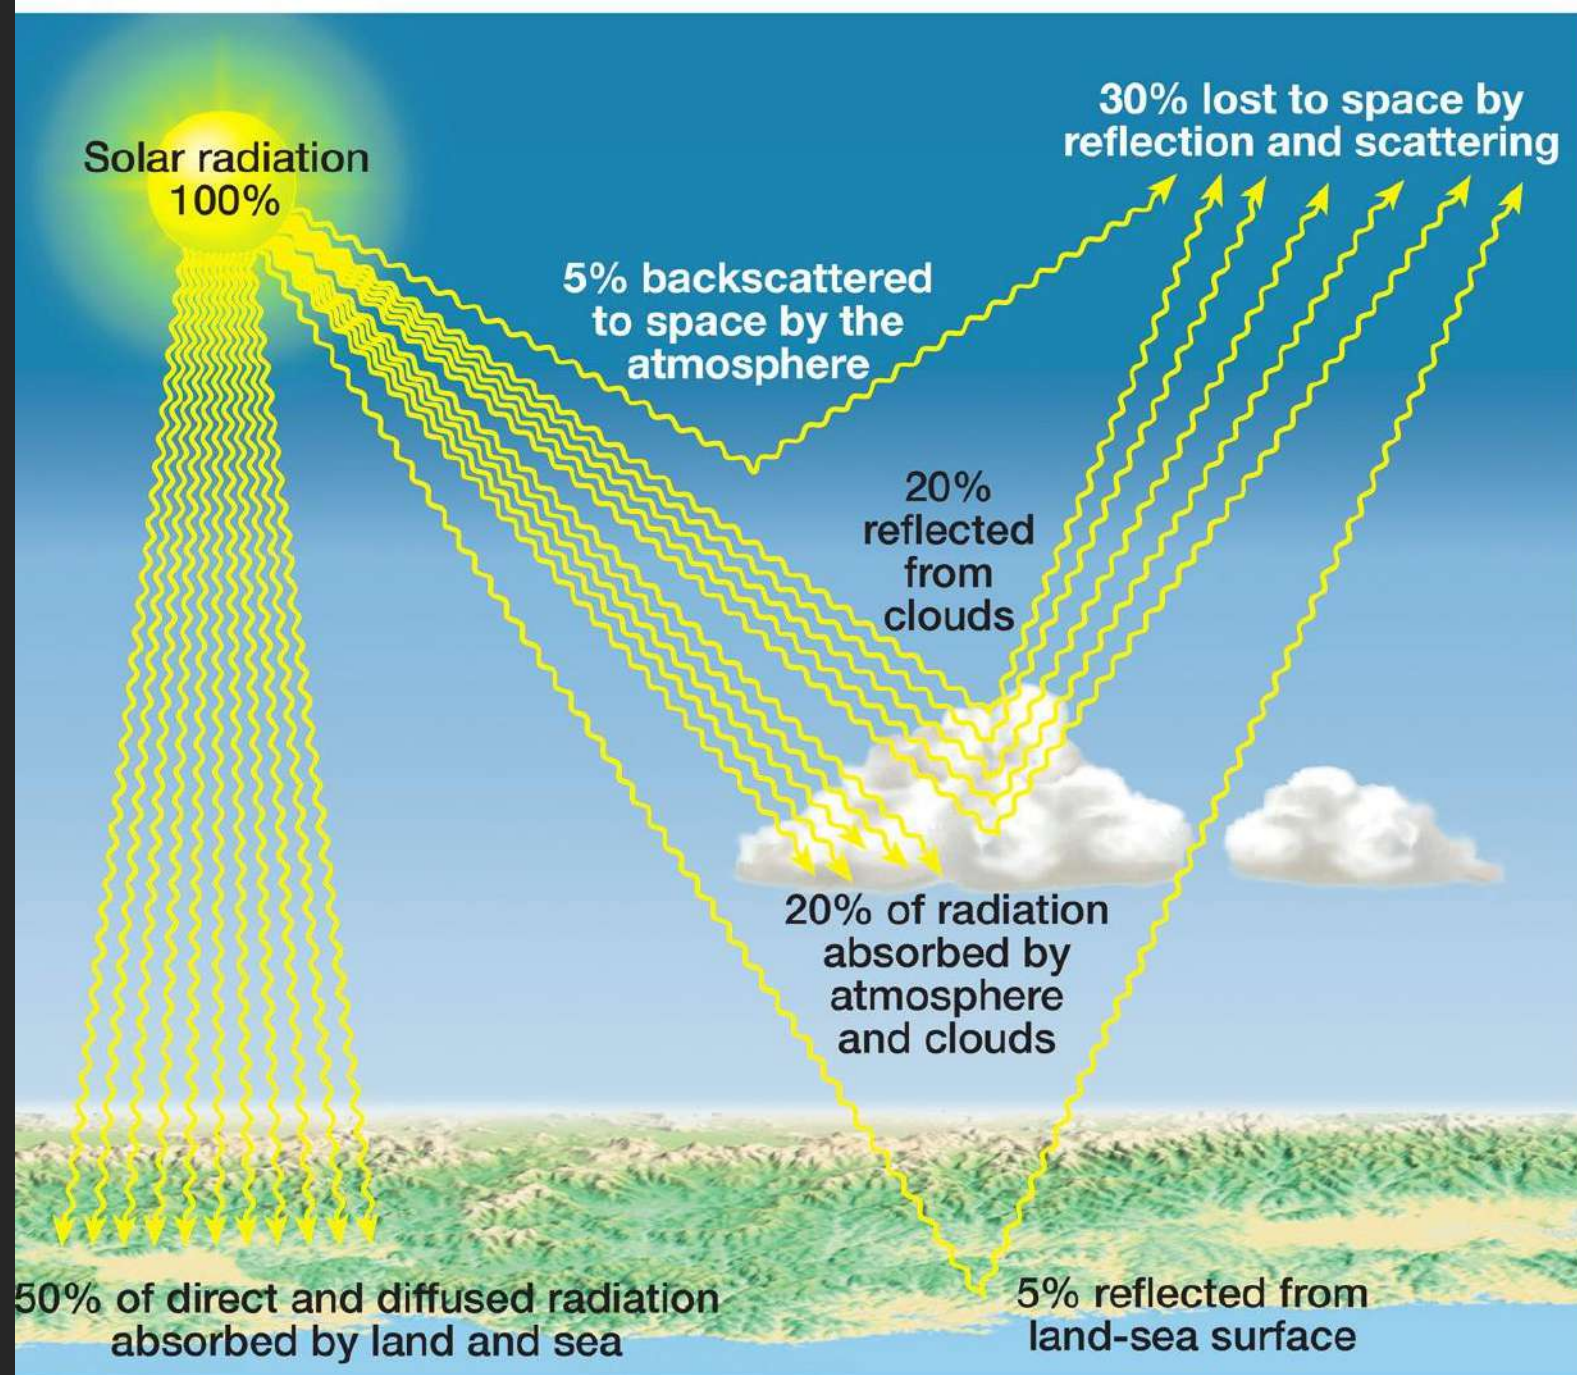 Solar radiation
100%
30% lost to space by
reflection and scattering
5% backscattered
to space by the
atmosphere
20%
reflected
from
clouds
20% of radiation
absorbed by
atmosphere
and clouds
50% of direct and diffused radiation
absorbed by land and sea
5% reflected from
land-sea surface